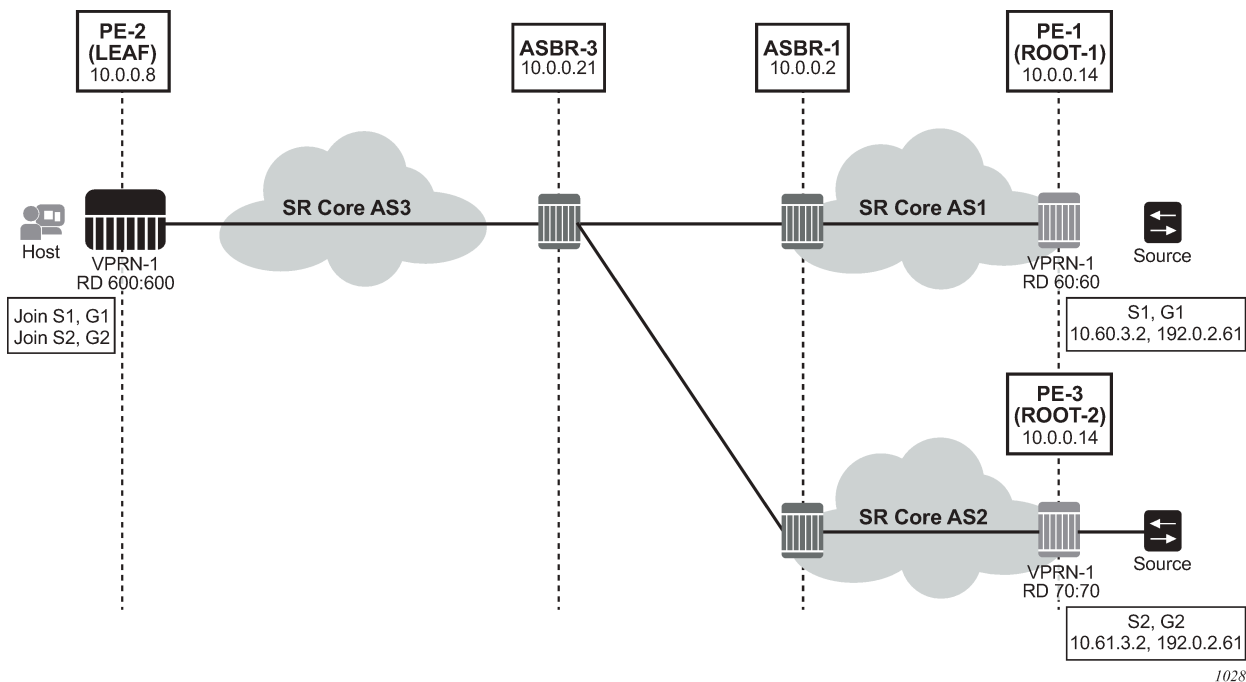 PE-2
(LEAF)
10.0.0.8
ASBR-3
10.0.0.21
ASBR-1
10.0.0.2
PE-1
(ROOT-1)
10.0.0.14
SR Core AS3
SR Core AS1
Host
VPRN-1
RD 600:600
Join S1, G1
Join S2, G2
Source
VPRN-1
RD 60:60
S1, G1
10.60.3.2, 192.0.2.61
PE-3
(ROOT-2)
10.0.0.14
SR Core AS2
Source
VPRN-1
RD 70:70
S2, G2
10.61.3.2, 192.0.2.61
1028